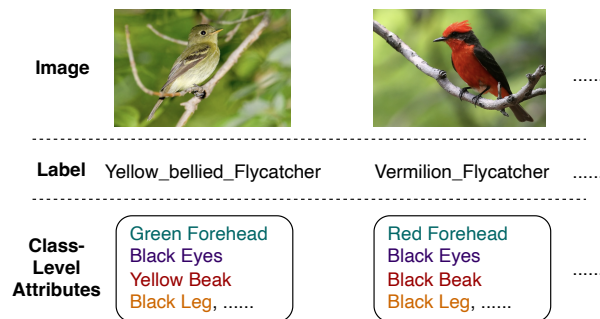 Image
......
Label Yellow_bellied_Flycatcher Vermilion_Flycatcher ......
Class-
Level
Attributes
Green Forehead
Black Eyes
Yellow Beak
Black Leg, ......
Red Forehead
Black Eyes
Black Beak
Black Leg, ......
......